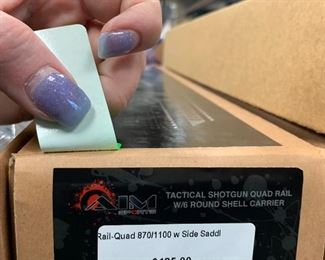 AIM
SPORTS
TACTICAL SHOTGUN QUAD RAIL
W/6 ROUND SHELL CARRIER
Rail-Quad 870/1100 w Side Saddl